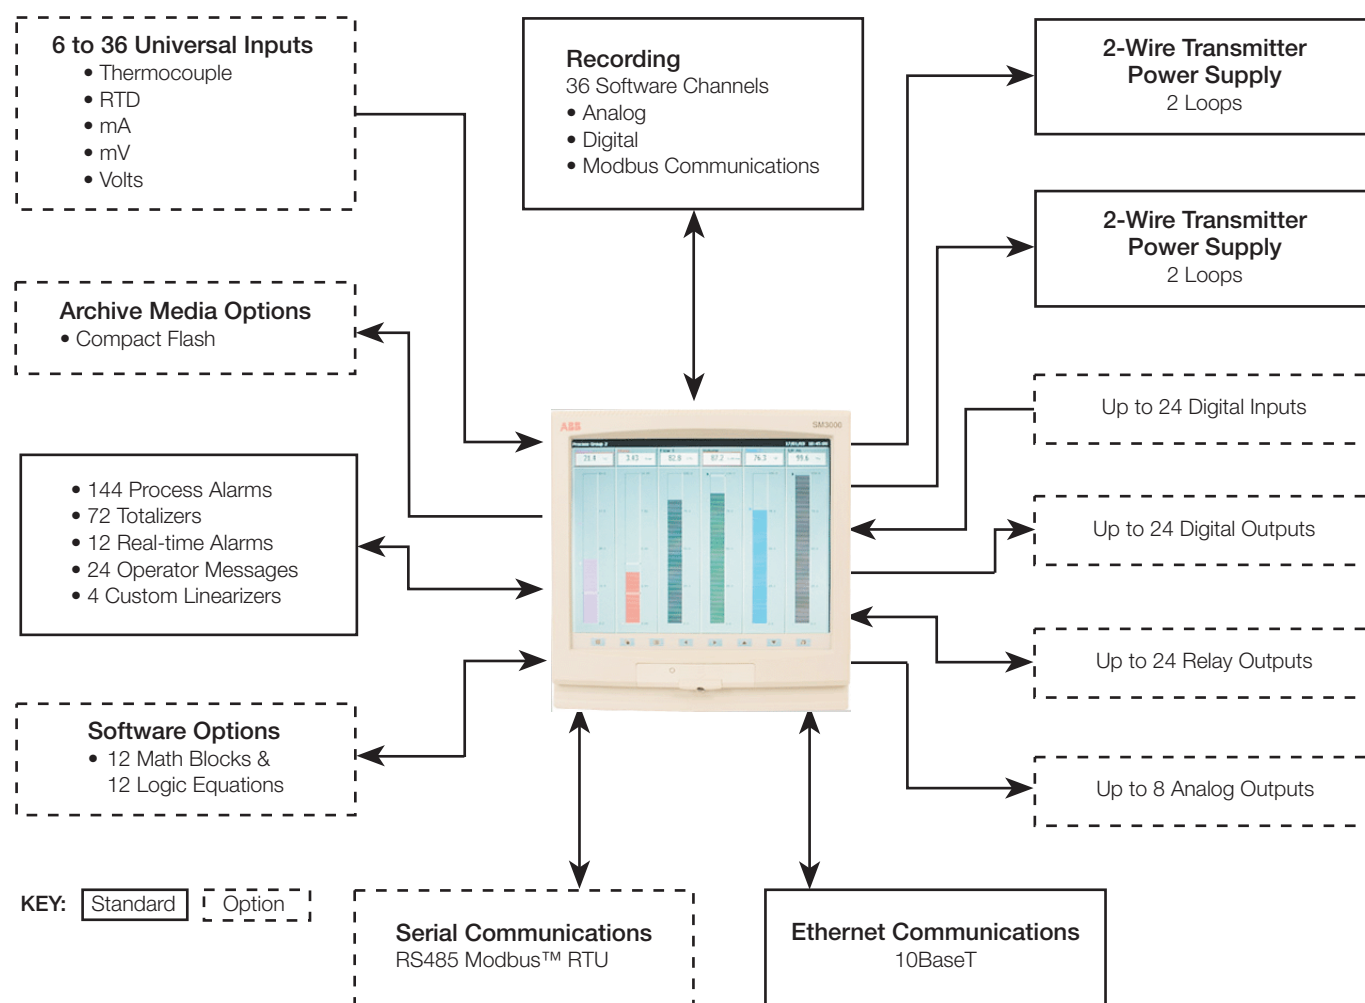 6 to 36 Universal Inputs
• Thermocouple
• RTD
• mA
• mV
• Volts
Recording
36 Software Channels
• Analog
• Digital
• Modbus Communications
2-Wire Transmitter
Power Supply
2 Loops
2-Wire Transmitter
Power Supply
2 Loops
Archive Media Options
• Compact Flash
Up to 24 Digital Inputs
ABB
SM3000
Process Group 2
• 144 Process Alarms
• 72 Totalizers
• 12 Real-time Alarms
• 24 Operator Messages
• 4 Custom Linearizers
Up to 24 Digital Outputs
Up to 24 Relay Outputs
Software Options
• 12 Math Blocks &
12 Logic Equations
Up to 8 Analog Outputs
KEY: Standard Option
Serial Communications
RS485 Modbus™ RTU
Ethernet Communications
10BaseT